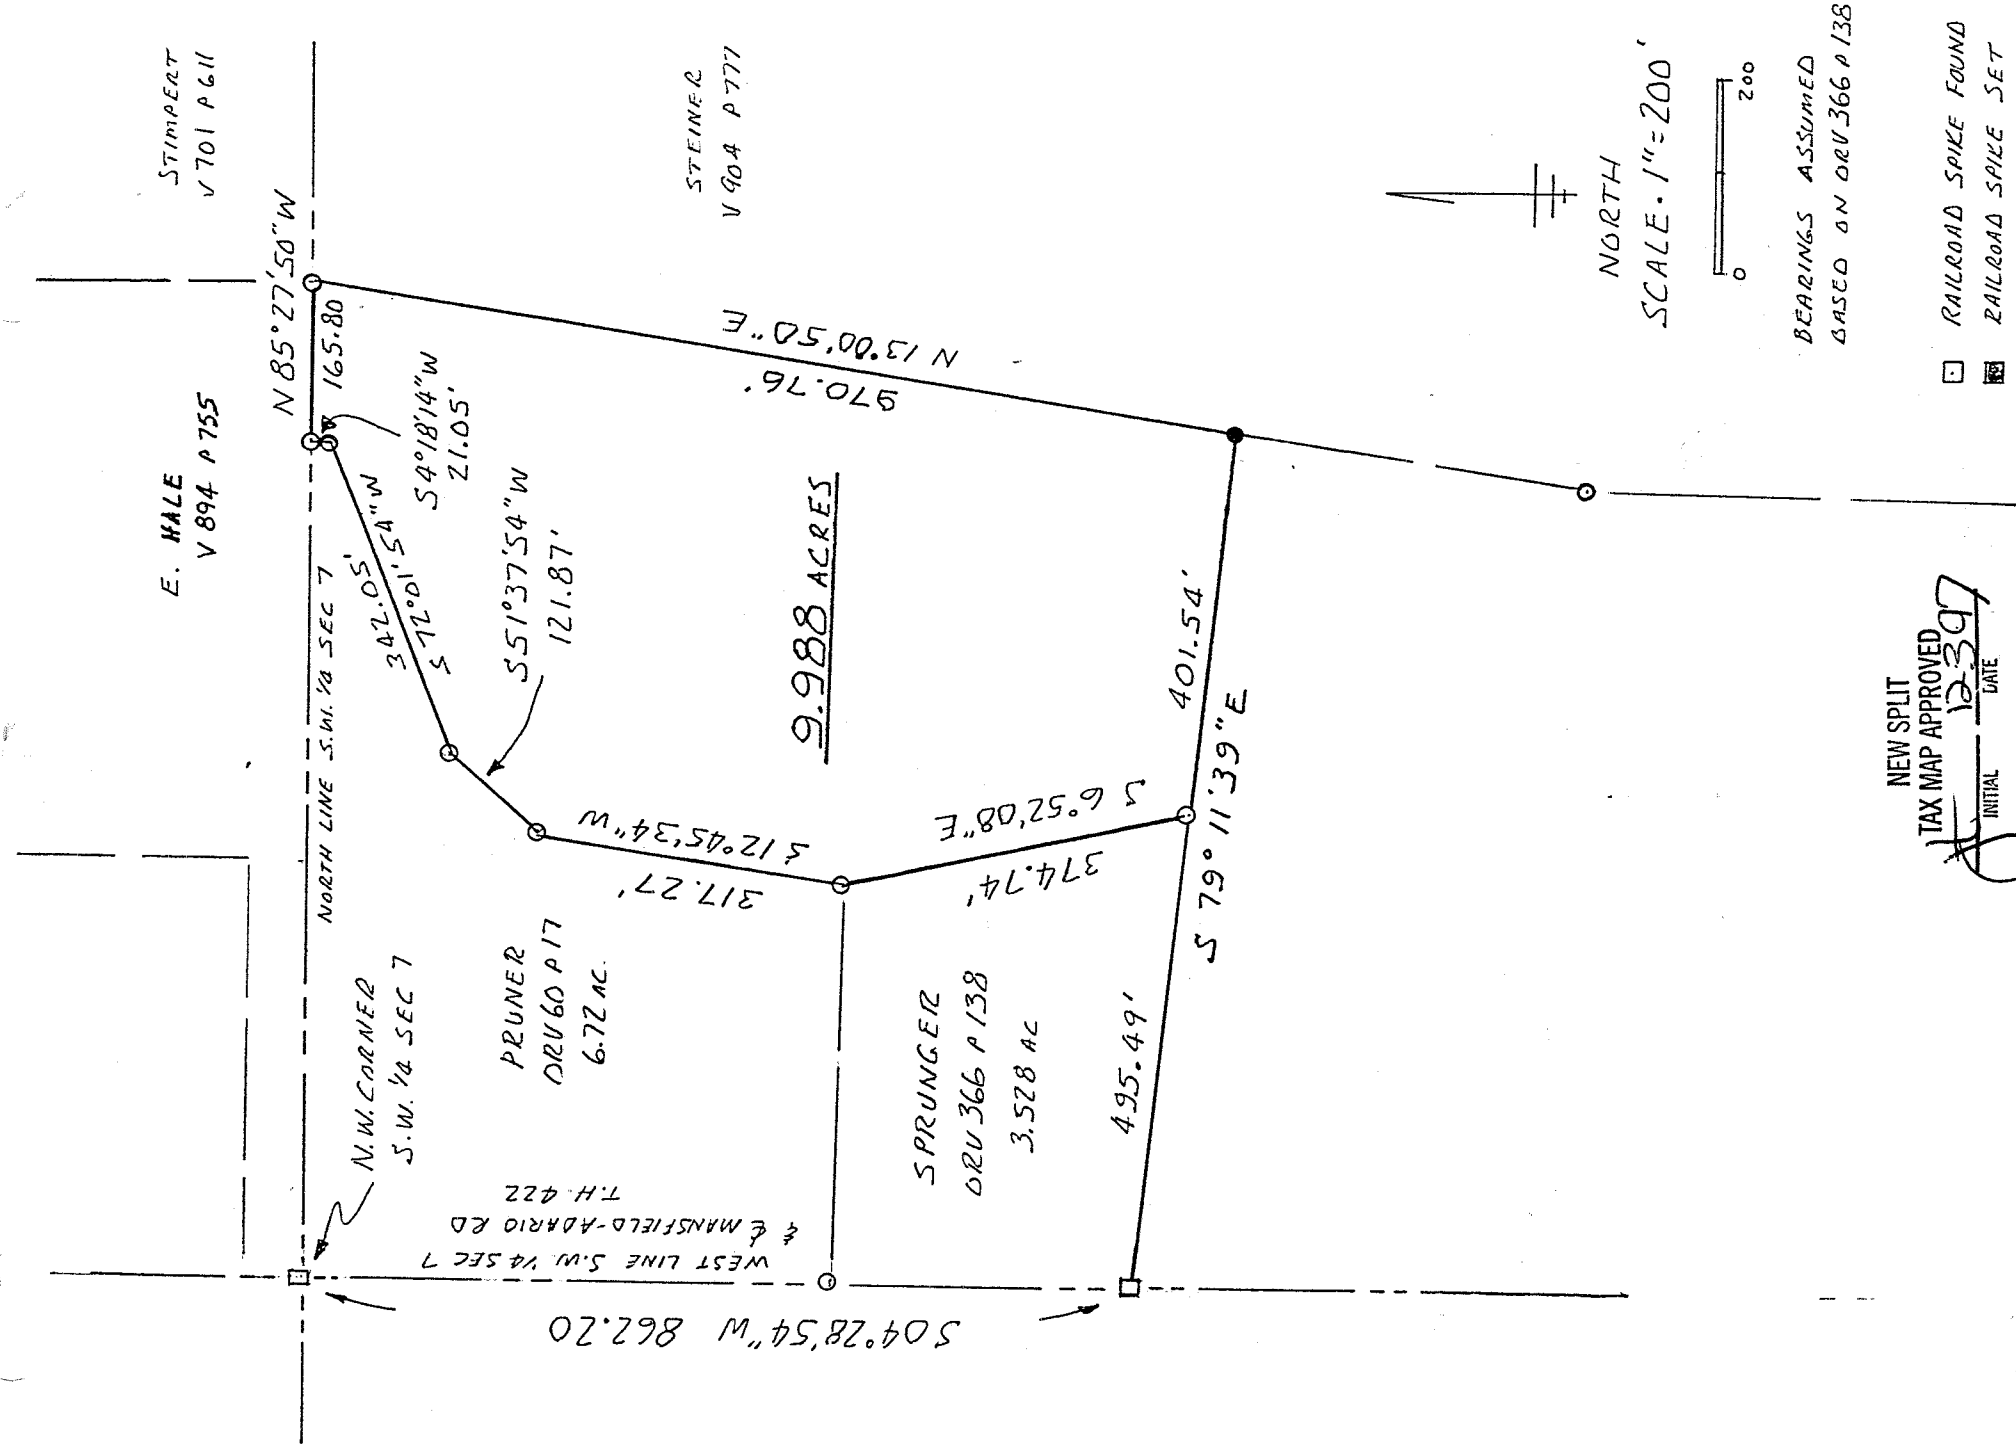 STIMPERT
V 701 P 611
E. HALE
V 894 P 755
N 85° 27' 50" W
165.80
S 4° 18' 14" W
21.05'
342.05'
S 72° 01' 54" W
S 51° 37' 54" W
121.87'
NORTH LINE S.W. 1/4 SEC 7
N.W. CORNER
S.W. 1/4 SEC 7
STEINER
V 904 P 777
N 13° 00' 50" E
970.76'
9.988 ACRES
S 12° 45' 34" W
317.27'
S 6° 52' 08" E
374.74'
PRUNER
ORV 60 P 17
6.72 AC.
SPRUNGER
ORV 366 P 138
3.528 AC
WEST LINE S.W. 1/4 SEC 7
& ℄ MANSFIELD-ADARIO RD
T.H. 422
S 04° 28' 54" W 862.20
401.54'
S 79° 11' 39" E
495.49'
NORTH
SCALE. 1" = 200'
0 200
BEARINGS ASSUMED
BASED ON ORV 366 P 138
RAILROAD SPIKE FOUND
RAILROAD SPIKE SET
NEW SPLIT
TAX MAP APPROVED
12397
INITIAL DATE